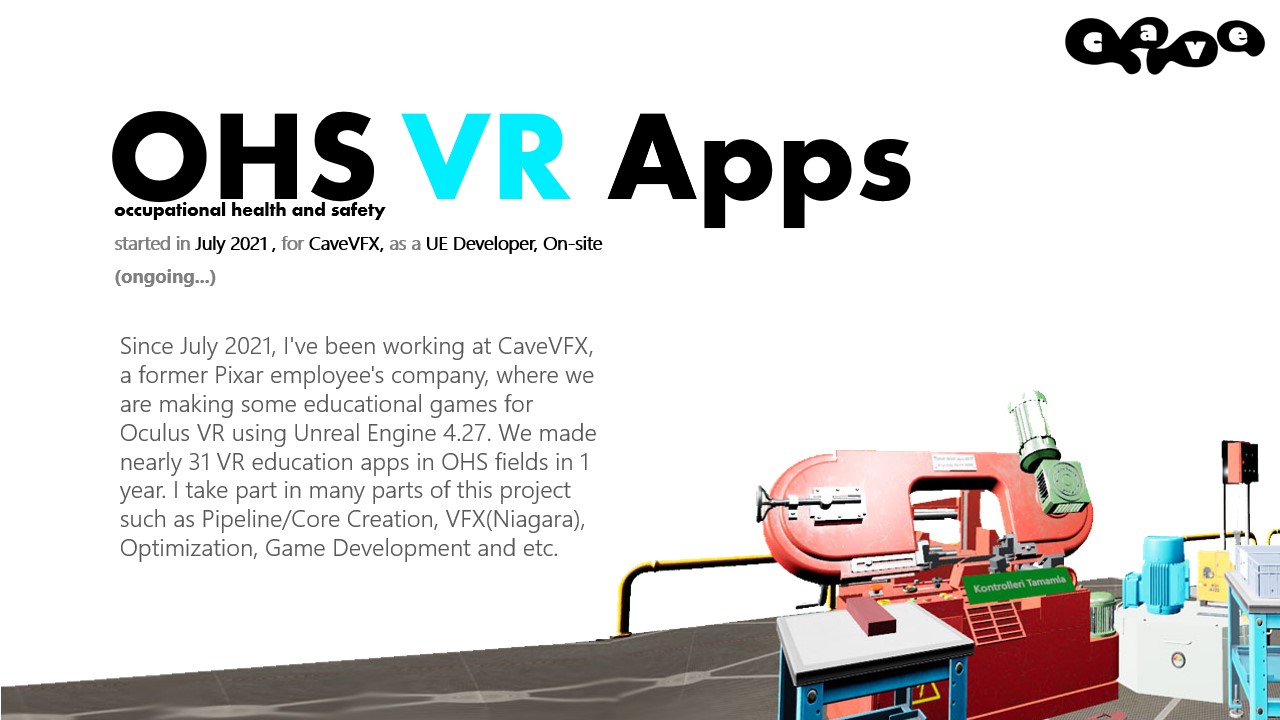 cave
OHS VR Apps
occupational health and safety
started in July 2021 , for CaveVFX, as a UE Developer, On-site
(ongoing...)
Since July 2021, I've been working at CaveVFX,
a former Pixar employee's company, where we
are making some educational games for
Oculus VR using Unreal Engine 4.27. We made
nearly 31 VR education apps in OHS fields in 1
year. I take part in many parts of this project
such as Pipeline/Core Creation, VFX(Niagara),
Optimization, Game Development and etc.
Kontrolleri Tamamla